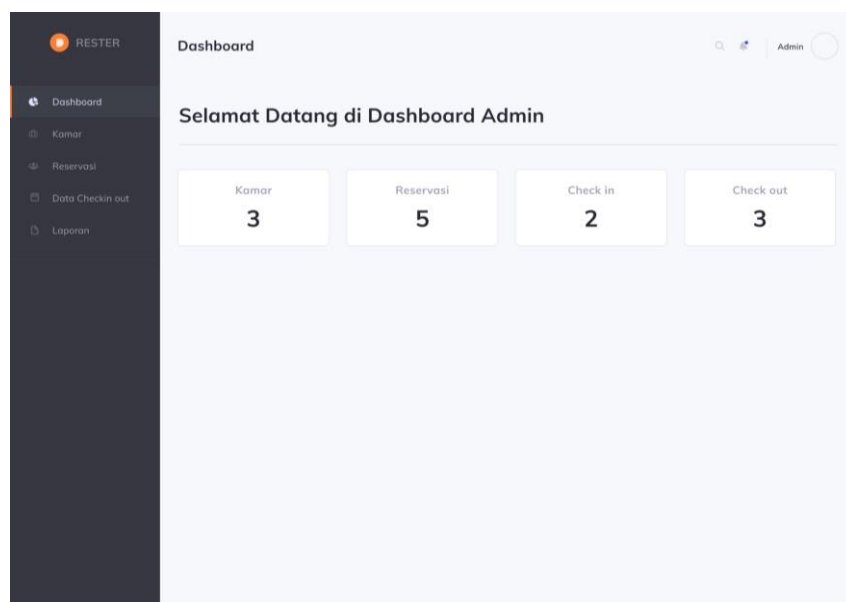 RESTER
Dashboard
Admin
Dashboard
Kamar
Reservasi
Data Checkin out
Laporan
Selamat Datang di Dashboard Admin
Kamar
3
Reservasi
5
Check in
2
Check out
3